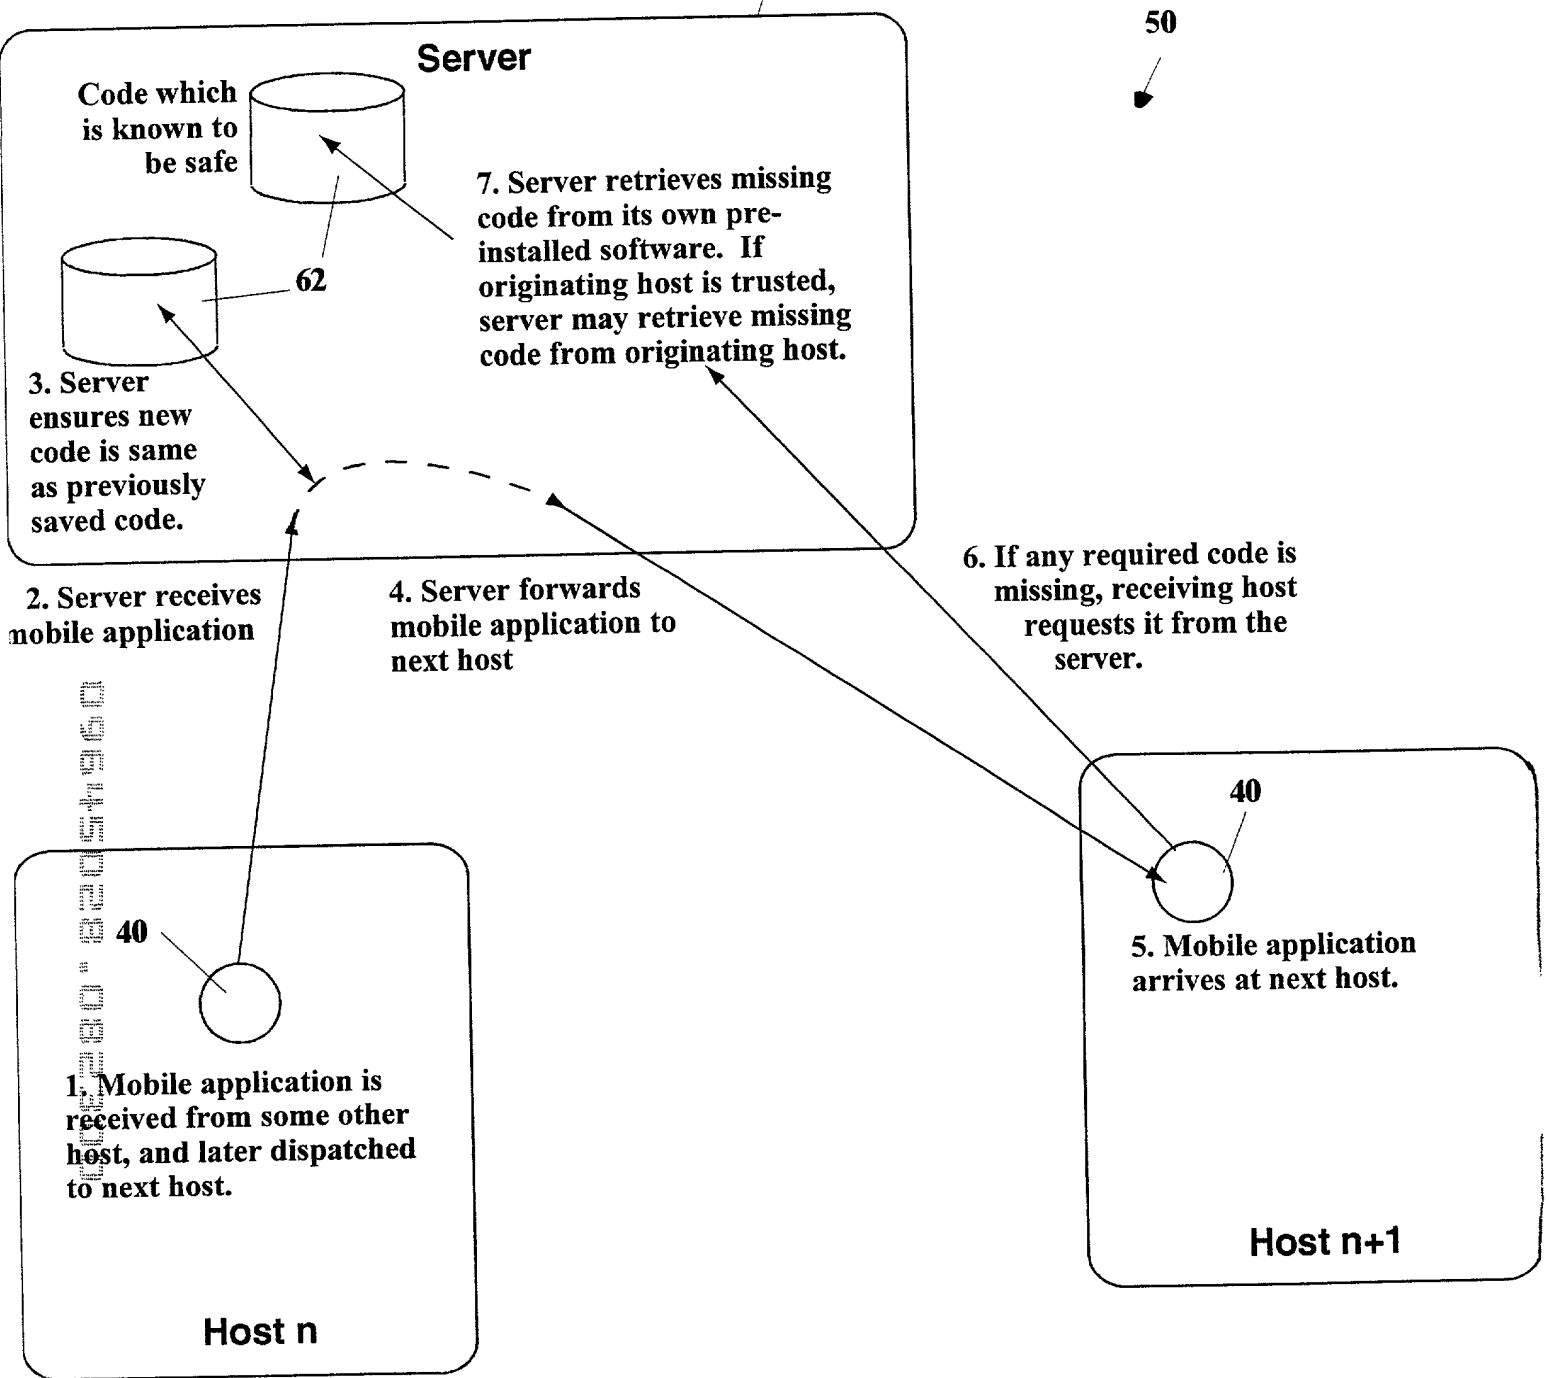 50
Server
Code which
is known to
be safe
7. Server retrieves missing
code from its own pre-
installed software.  If
originating host is trusted,
server may retrieve missing
code from originating host.
62
3. Server
ensures new
code is same
as previously
saved code.
2. Server receives
mobile application
4. Server forwards
mobile application to
next host
6. If any required code is
missing, receiving host
requests it from the
server.
40
5. Mobile application
arrives at next host.
Host n+1
40
1. Mobile application is
received from some other
host, and later dispatched
to next host.
Host n